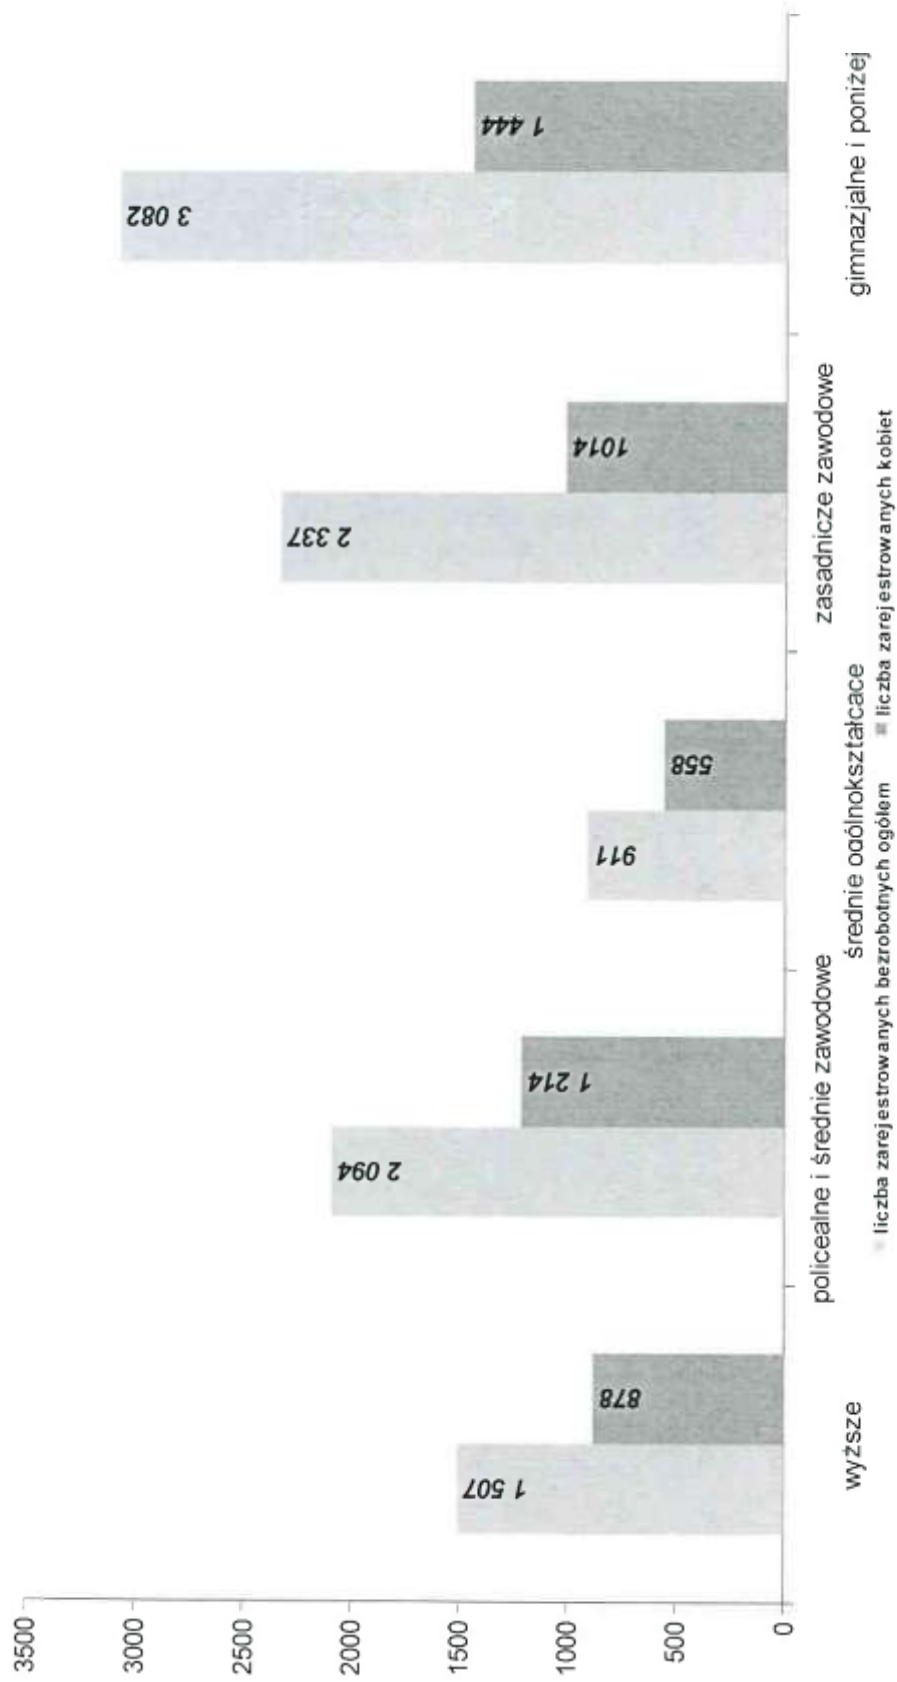 3500
3000
2500
2000
1500
1000
500
0
1 507
878
2 094
1 214
911
558
2 337
1014
3 082
1 444
wyższe
policealne i średnie zawodowe
średnie oqólnokształcace
zasadnicze zawodowe
gimnazjalne i poniżej
liczba zarejestrowanych bezrobotnych ogółem
liczba zarejestrowanych kobiet